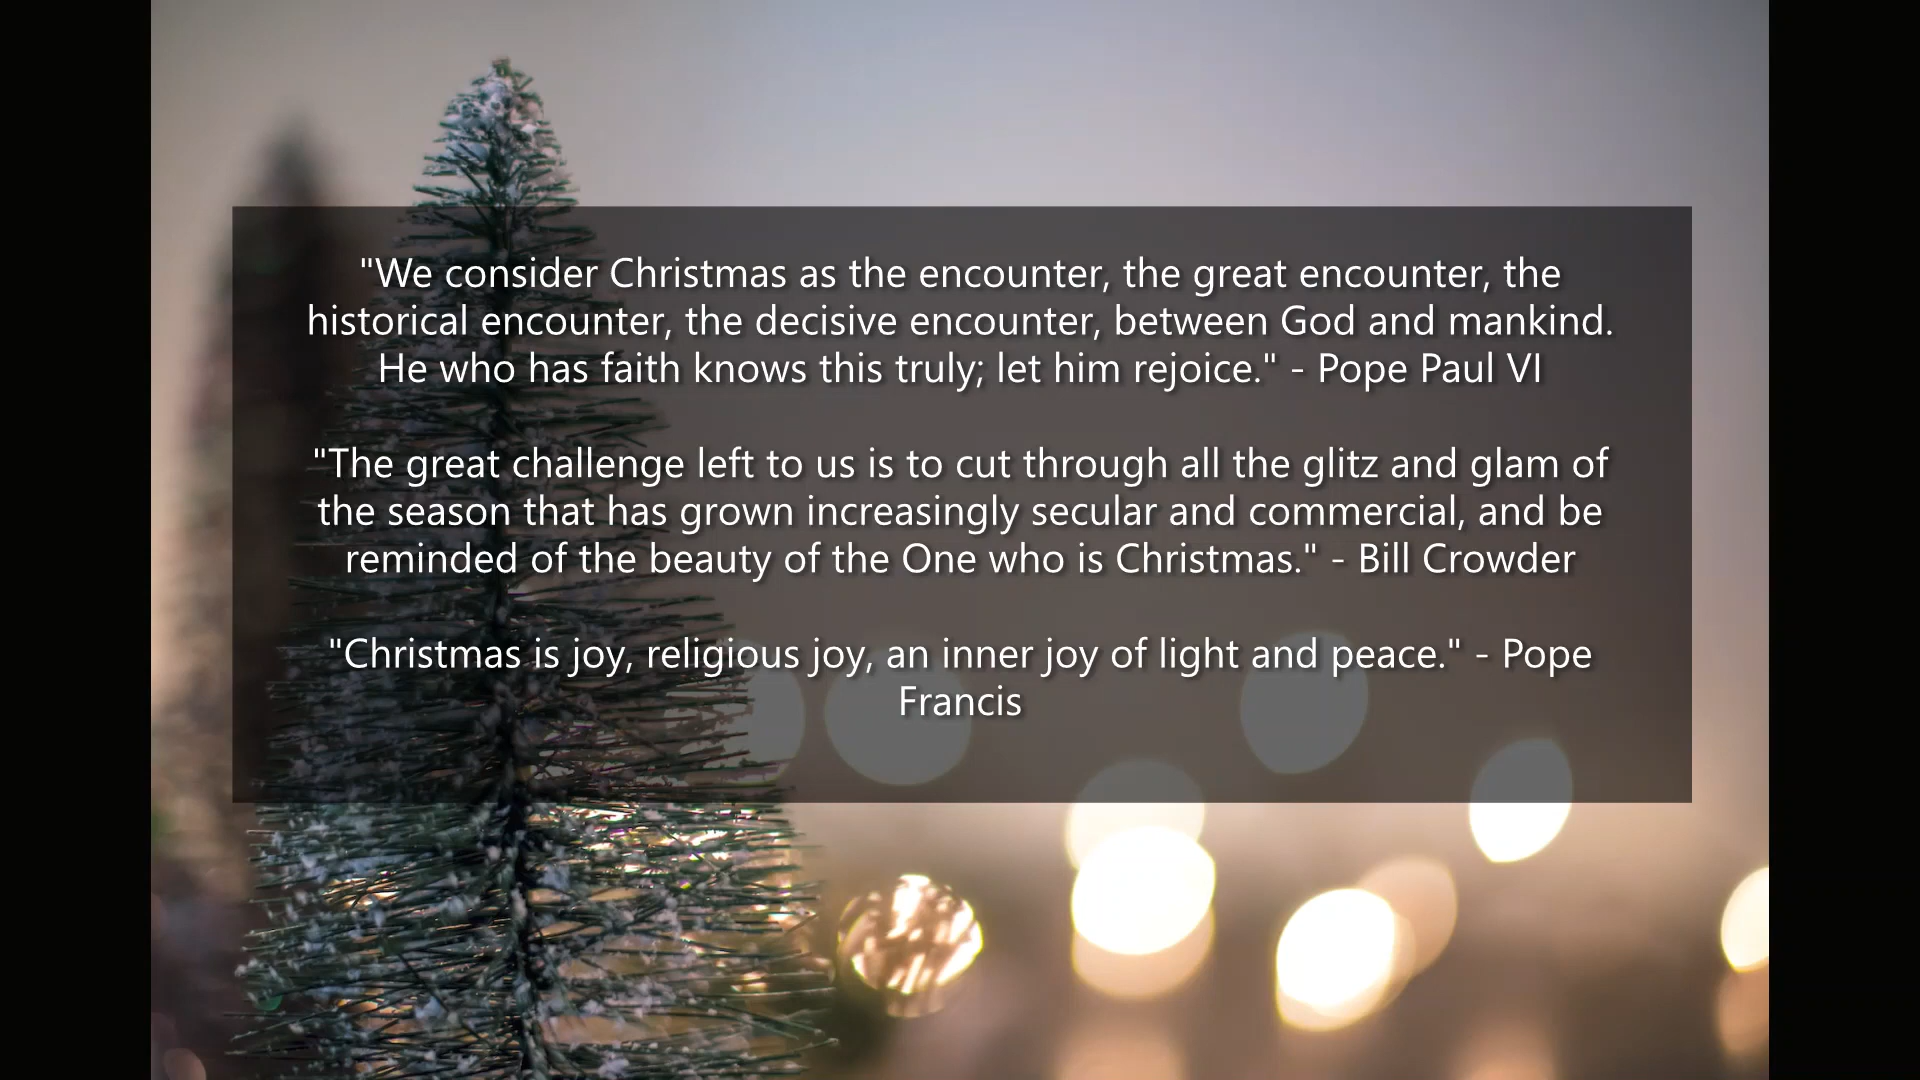 "We consider Christmas as the encounter, the great encounter, the
historical encounter, the decisive encounter, between God and mankind.
He who has faith knows this truly; let him rejoice." - Pope Paul VI
"The great challenge left to us is to cut through all the glitz and glam of
the season that has grown increasingly secular and commercial, and be
reminded of the beauty of the One who is Christmas." - Bill Crowder
"Christmas is joy, religious joy, an inner joy of light and peace." - Pope
Francis